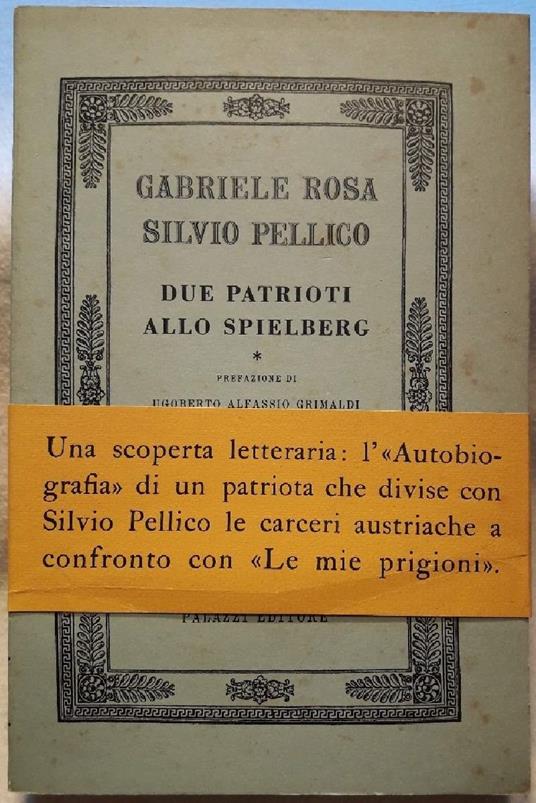 GABRIELE ROSA
SILVIO PELLICO
DUE PATRIOTI
ALLO SPIELBERG
*
PREFAZIONE DI
UGOBERTO ALFASSIO GRIMALDI
Una scoperta letteraria: l'«Autobio-
grafia» di un patriota che divise con
Silvio Pellico le carceri austriache a
confronto con «Le mie prigioni».
PALAZZI EDITORE